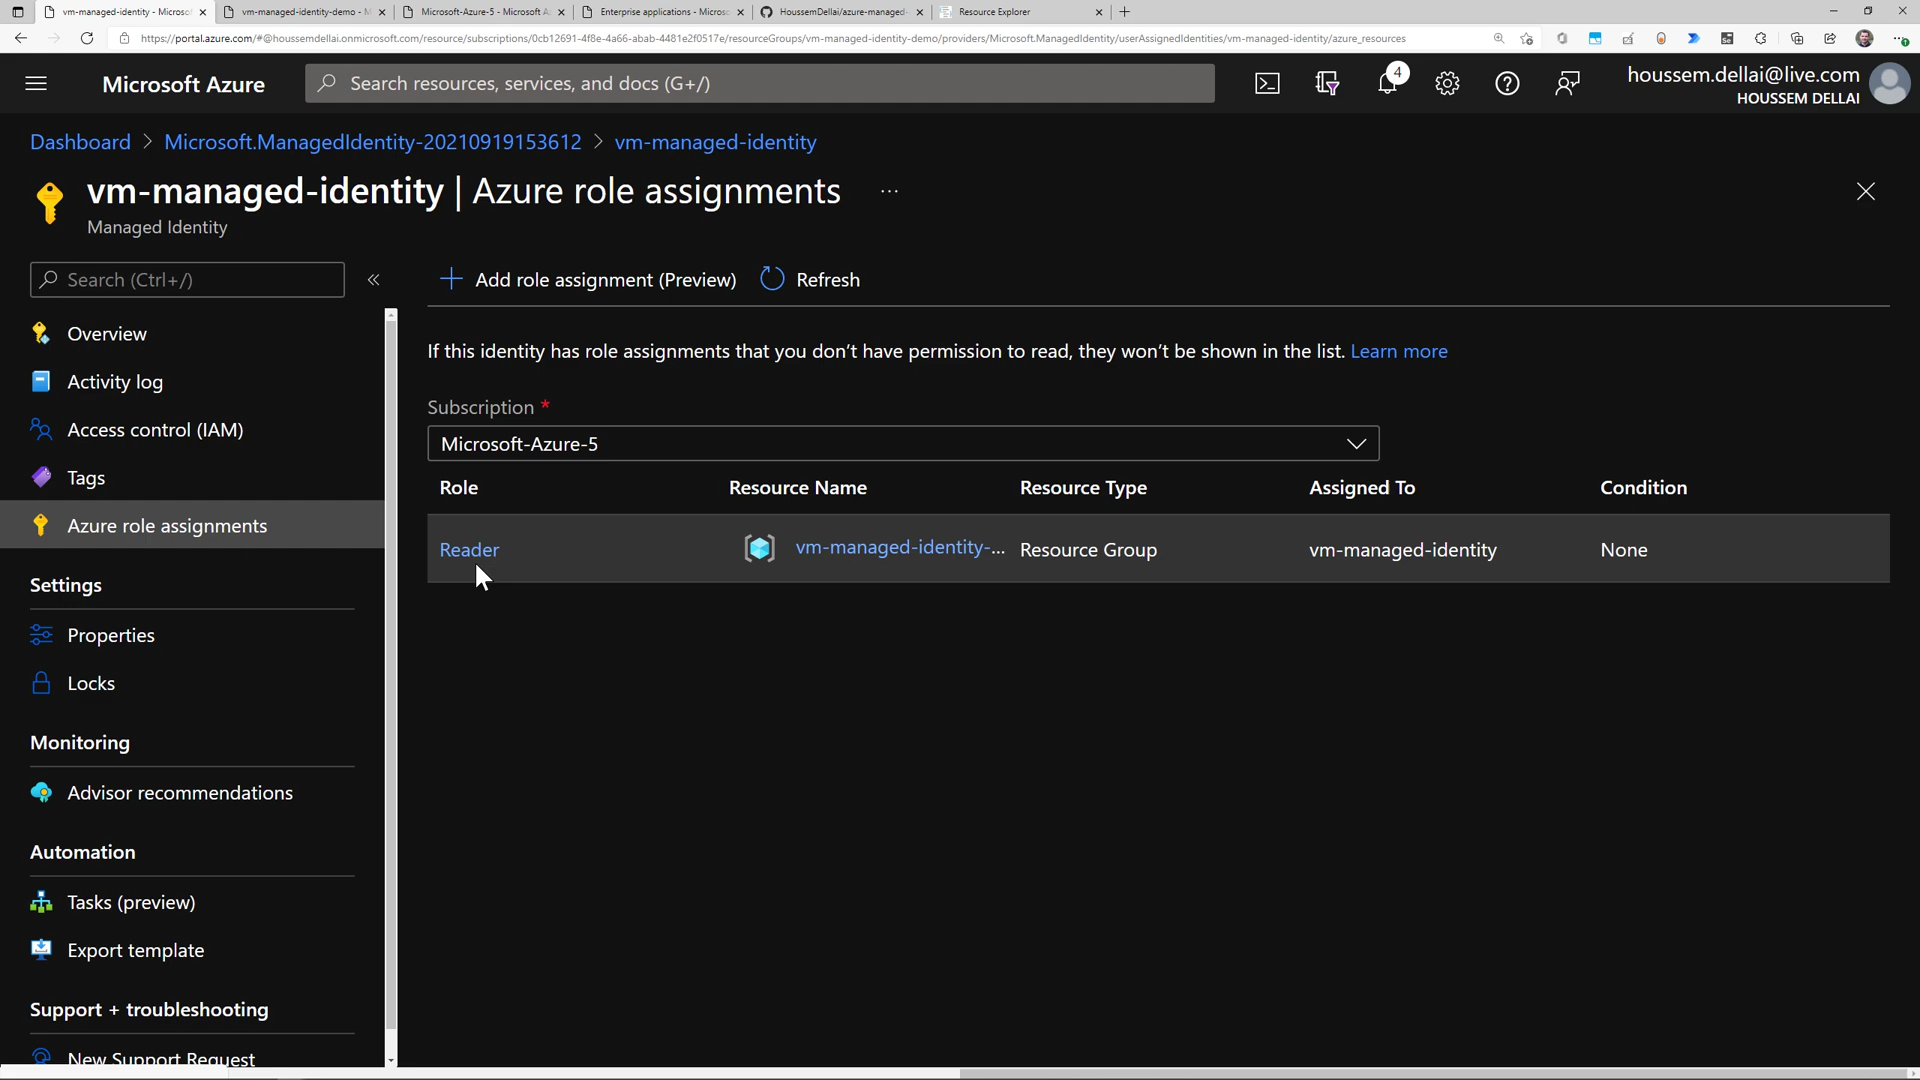 vm-managed-identity - Microsof
vm-managed-identity-demo - M
Microsoft-Azure-5 - Microsoft A
Enterprise applications - Micros
HoussemDellai/azure-managed-
Resource Explorer
https://portal.azure.com/#@houssemdellai.onmicrosoft.com/resource/subscriptions/0cb12691-4f8e-4a66-abab-4481e2f0517e/resourceGroups/vm-managed-identity-demo/providers/Microsoft.ManagedIdentity/userAssignedIdentities/vm-managed-identity/azure_resources
Microsoft Azure
Search resources, services, and docs (G+/)
4
houssem.dellai@live.com
HOUSSEM DELLAI
Dashboard > Microsoft.ManagedIdentity-20210919153612 > vm-managed-identity
vm-managed-identity | Azure role assignments ...
Managed Identity
Search (Ctrl+/)
«
Overview
Activity log
Access control (IAM)
Tags
Azure role assignments
Settings
Properties
Locks
Monitoring
Advisor recommendations
Automation
Tasks (preview)
Export template
Support + troubleshooting
New Support Request
Add role assignment (Preview)
Refresh
If this identity has role assignments that you don't have permission to read, they won't be shown in the list. Learn more
Subscription *
Microsoft-Azure-5
Role Resource Name Resource Type Assigned To Condition
Reader vm-managed-identity-... Resource Group vm-managed-identity None